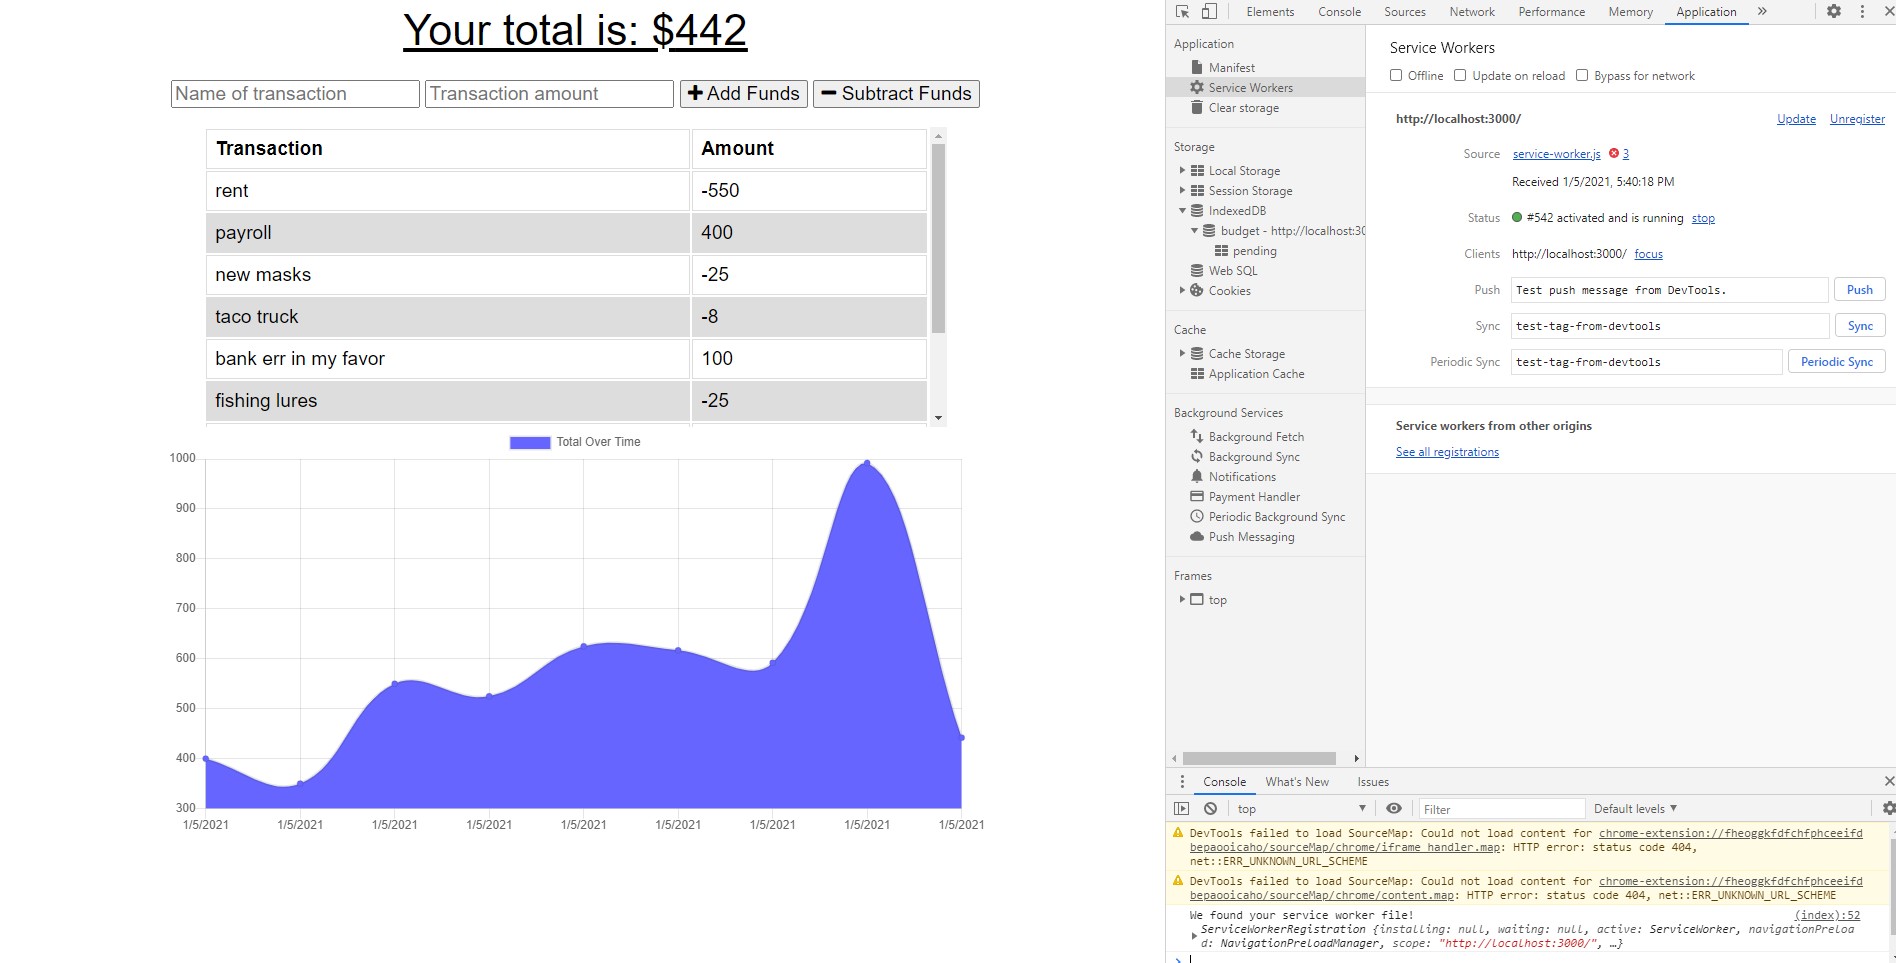 Your total is: $442
Name of transaction
Transaction amount
Add Funds
Subtract Funds
Transaction Amount
rent -550
payroll 400
new masks -25
taco truck -8
bank err in my favor 100
fishing lures -25
Total Over Time
1000
900
800
700
600
500
400
300
1/5/2021 1/5/2021 1/5/2021 1/5/2021 1/5/2021 1/5/2021 1/5/2021 1/5/2021 1/5/2021
Elements Console Sources Network Performance Memory Application »
Application
Manifest
Service Workers
Clear storage
Storage
Local Storage
Session Storage
IndexedDB
budget - http://localhost:30
pending
Web SQL
Cookies
Cache
Cache Storage
Application Cache
Background Services
Background Fetch
Background Sync
Notifications
Payment Handler
Periodic Background Sync
Push Messaging
Frames
top
Service Workers
Offline Update on reload Bypass for network
http://localhost:3000/ Update Unregister
Source service-worker.js 3
Received 1/5/2021, 5:40:18 PM
Status #542 activated and is running stop
Clients http://localhost:3000/ focus
Push Test push message from DevTools. Push
Sync test-tag-from-devtools Sync
Periodic Sync test-tag-from-devtools Periodic Sync
Service workers from other origins
See all registrations
Console What's New Issues
top Filter Default levels
DevTools failed to load SourceMap: Could not load content for chrome-extension://fheoggkfdfchfphceeifd
bepaooicaho/sourceMap/chrome/iframe_handler.map: HTTP error: status code 404,
net::ERR_UNKNOWN_URL_SCHEME
DevTools failed to load SourceMap: Could not load content for chrome-extension://fheoggkfdfchfphceeifd
bepaooicaho/sourceMap/chrome/content.map: HTTP error: status code 404, net::ERR_UNKNOWN_URL_SCHEME
We found your service worker file! (index):52
ServiceWorkerRegistration {installing: null, waiting: null, active: ServiceWorker, navigationPreloa
d: NavigationPreloadManager, scope: "http://localhost:3000/", …}